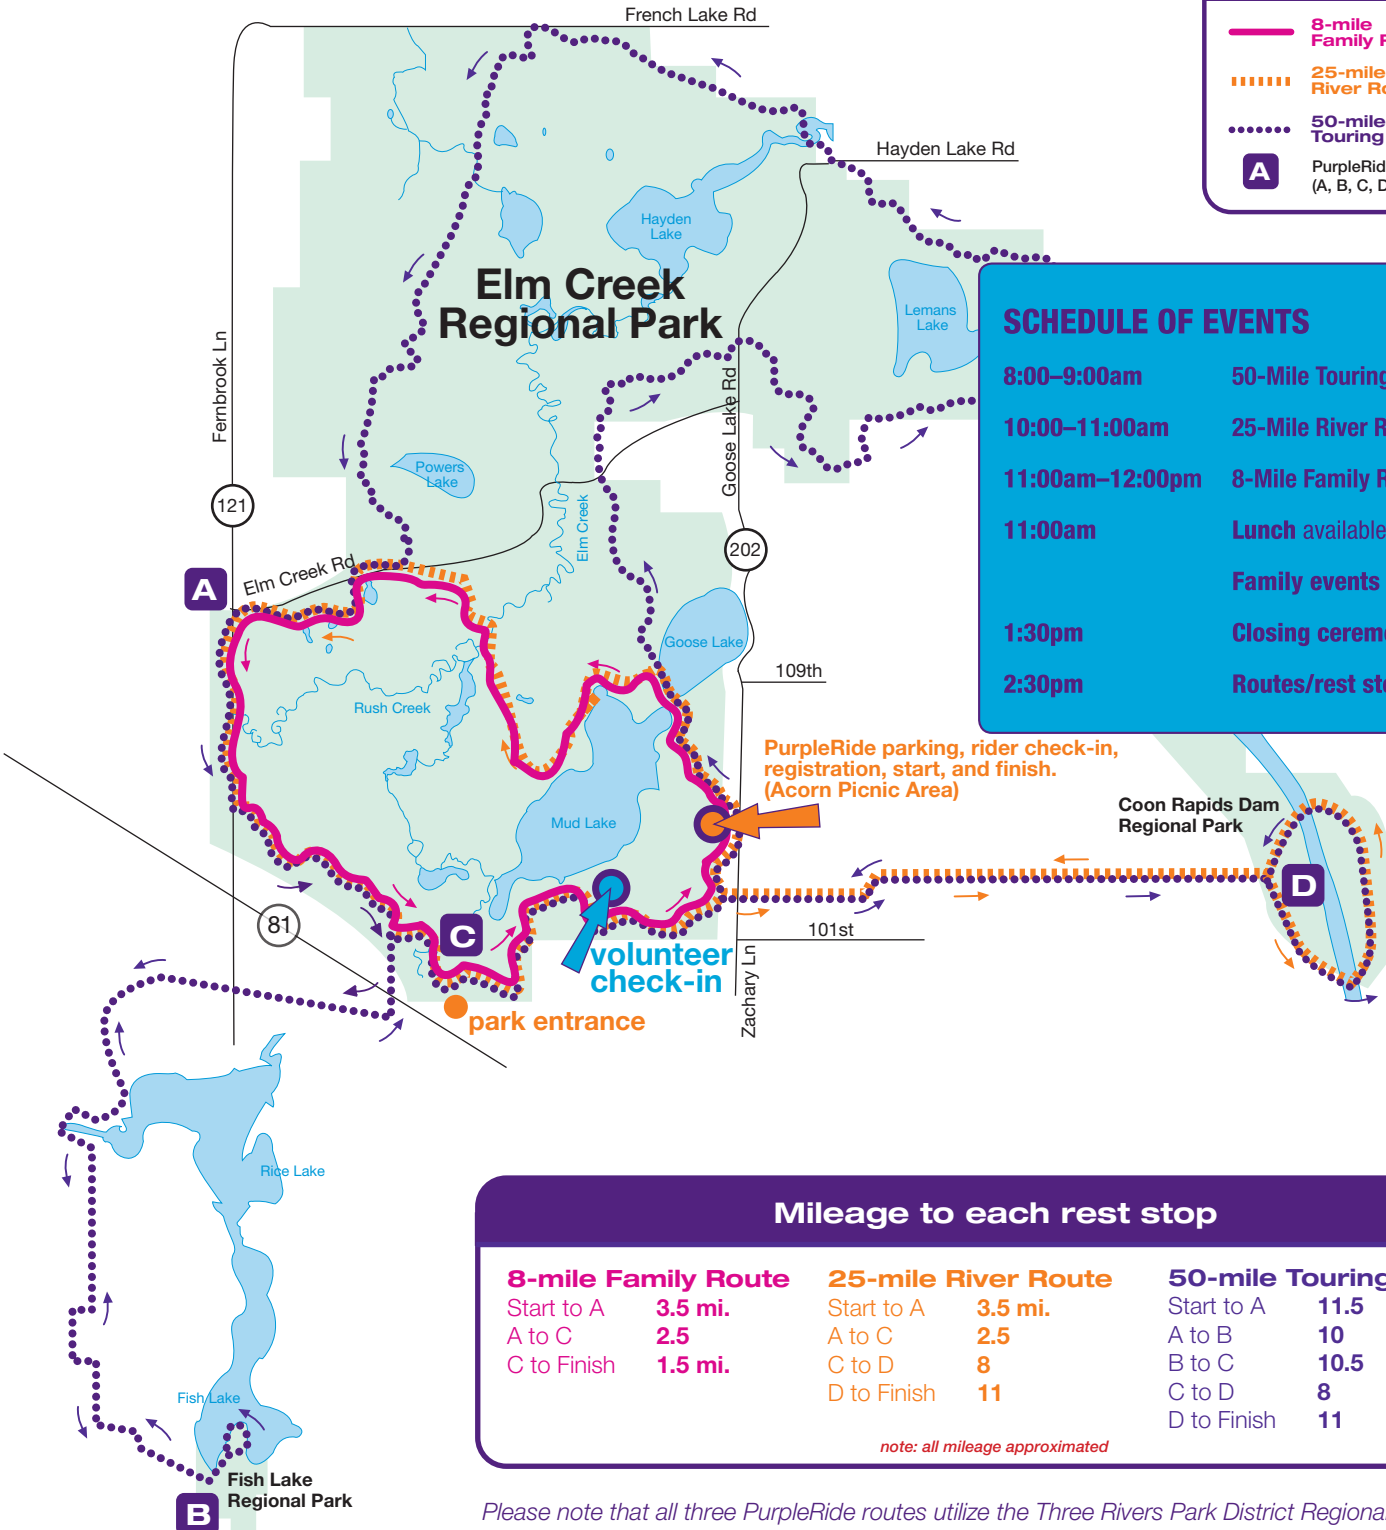 French Lake Rd
8-mile
Family
25-mile
River
50-mile
Touring
A
(A, B, C,
Hayden Lake Rd
Hayden
Lake
Elm Creek
Regional Park
Lemans
Lake
Fernbrook Ln
Goose Lake Rd
Powers
Lake
121
Elm Creek
202
Elm Creek Rd
A
Goose Lake
109th
Rush Creek
SCHEDULE OF EVENTS
8:00–9:00am 50-Mile Touring
10:00–11:00am 25-Mile River
11:00am–12:00pm 8-Mile Family
11:00am Lunch available
Family events
1:30pm Closing
2:30pm Routes/rest
PurpleRide parking, rider check-in,
registration, start, and finish.
(Acorn Picnic Area)
Mud Lake
Coon Rapids Dam
Regional Park
D
81
C
101st
volunteer
check-in
Zachary Ln
park entrance
Rice Lake
Fish Lake
Fish Lake
Regional Park
B
Mileage to each rest stop
8-mile Family Route
Start to A 3.5 mi.
A to C 2.5
C to Finish 1.5 mi.
25-mile River Route
Start to A 3.5 mi.
A to C 2.5
C to D 8
D to Finish 11
50-mile Touring
Start to A 11.5
A to B 10
B to C 10.5
C to D 8
D to Finish 11
note: all mileage approximated
Please note that all three PurpleRide routes utilize the Three Rivers Park District Regional